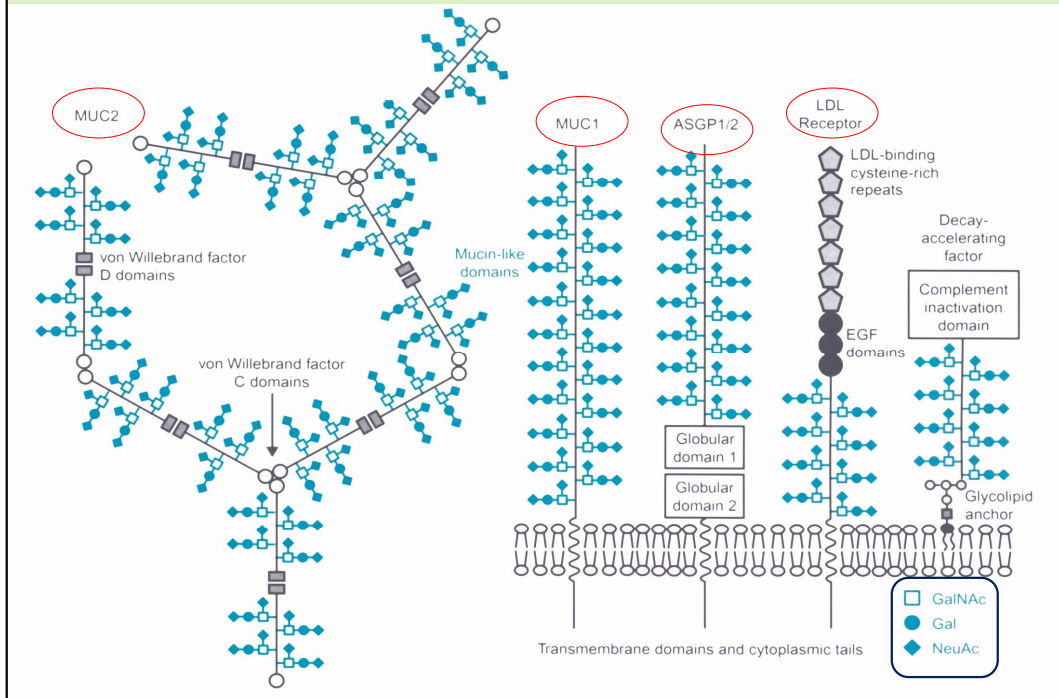 MUC2
von Willebrand factor
D domains
Mucin-like
domains
von Willebrand factor
C domains
MUC1
ASGP1/2
LDL
Receptor
LDL-binding
cysteine-rich
repeats
EGF
domains
Decay-
accelerating
factor
Complement
inactivation
domain
Globular
domain 1
Globular
domain 2
Glycolipid
anchor
GalNAc
Gal
NeuAc
Transmembrane domains and cytoplasmic tails